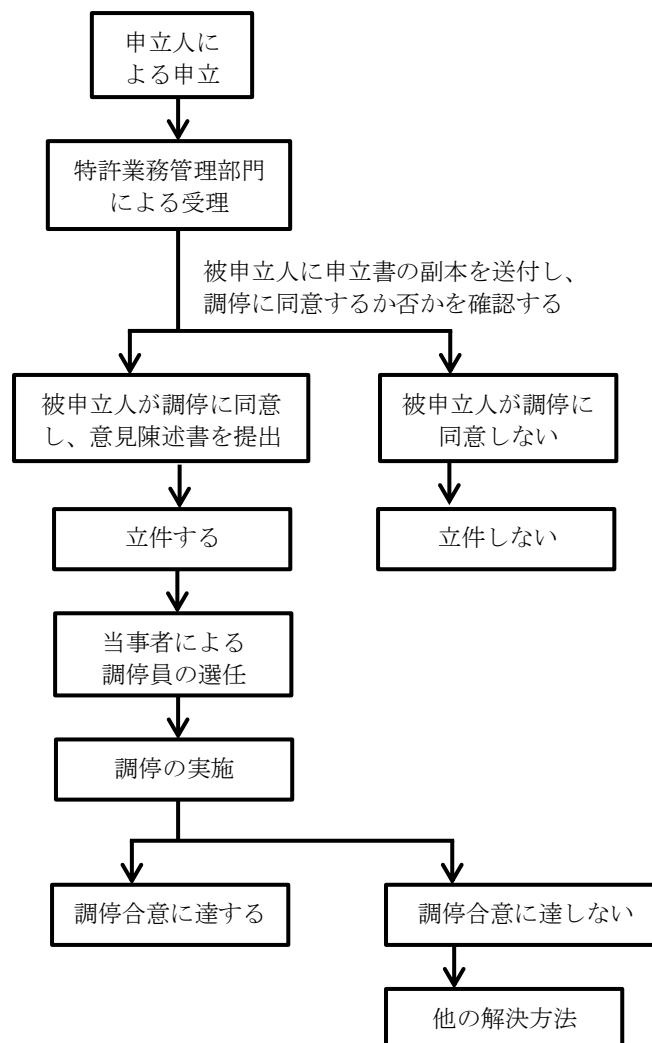 申立人に
よる申立
特許業務管理部門
による受理
被申立人に申立書の副本を送付し、
調停に同意するか否かを確認する
被申立人が調停に同意
し、意見陳述書を提出
被申立人が調停に
同意しない
立件する
立件しない
当事者による
調停員の選任
調停の実施
調停合意に達する
調停合意に達しない
他の解決方法